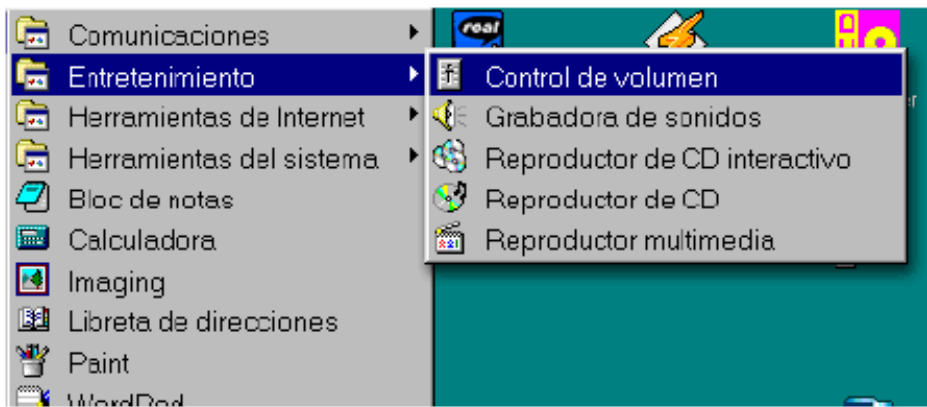 Comunicaciones
Entretenimiento
Herramientas de Internet
Herramientas del sistema
Bloc de notas
Calculadora
Imaging
Libreta de direcciones
Paint
WordPad
real
Control de volumen
Grabadora de sonidos
Reproductor de CD interactivo
Reproductor de CD
Reproductor multimedia